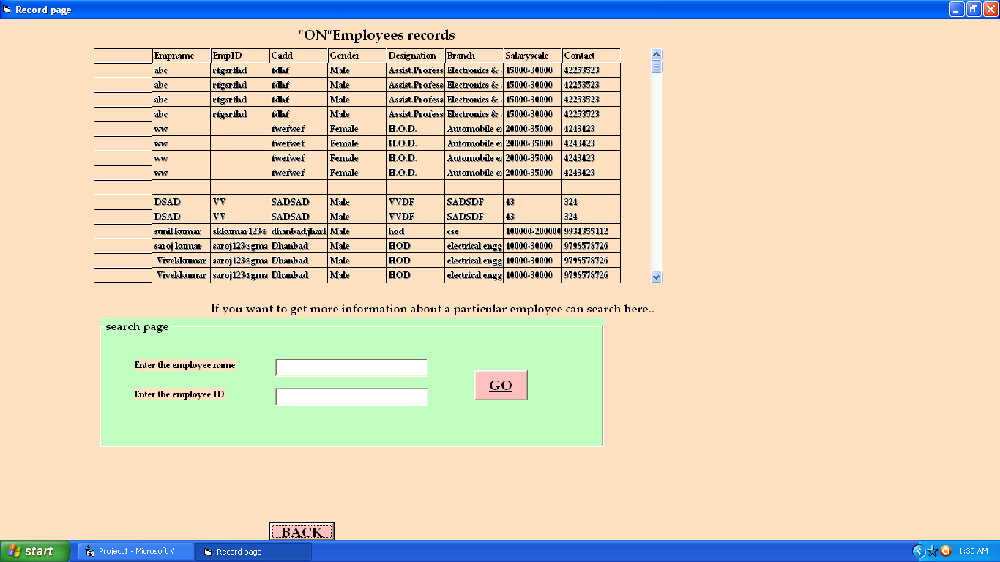 Record page
"ON"Employees records
Empname EmpID Cadd Gender Designation Branch Salaryscale Contact
abc rfgsrfhd fdhf Male Assist.Profess Electronics & 15000-30000 42253523
abc rfgsrfhd fdhf Male Assist.Profess Electronics & 15000-30000 42253523
abc rfgsrfhd fdhf Male Assist.Profess Electronics & 15000-30000 42253523
abc rfgsrfhd fdhf Male Assist.Profess Electronics & 15000-30000 42253523
ww fwefwef Female H.O.D. Automobile e 20000-35000 4243423
ww fwefwef Female H.O.D. Automobile e 20000-35000 4243423
ww fwefwef Female H.O.D. Automobile e 20000-35000 4243423
ww fwefwef Female H.O.D. Automobile e 20000-35000 4243423
DSAD VV SADSAD Male VVDF SADSDF 43 324
DSAD VV SADSAD Male VVDF SADSDF 43 324
sunil kumar skkumar123@ dhanbad,jharl Male hod cse 100000-200000 9934355112
saroj kumar saroj123@gma Dhanbad Male HOD electrical engg 10000-30000 9798578726
Vivekkumar saroj123@gma Dhanbad Male HOD electrical engg 10000-30000 9798578726
Vivekkumar saroj123@gma Dhanbad Male HOD electrical engg 10000-30000 9798578726
If you want to get more information about a particular employee can search here..
search page
Enter the employee name
GO
Enter the employee ID
BACK
start Project1 - Microsoft V... Record page 1:30 AM